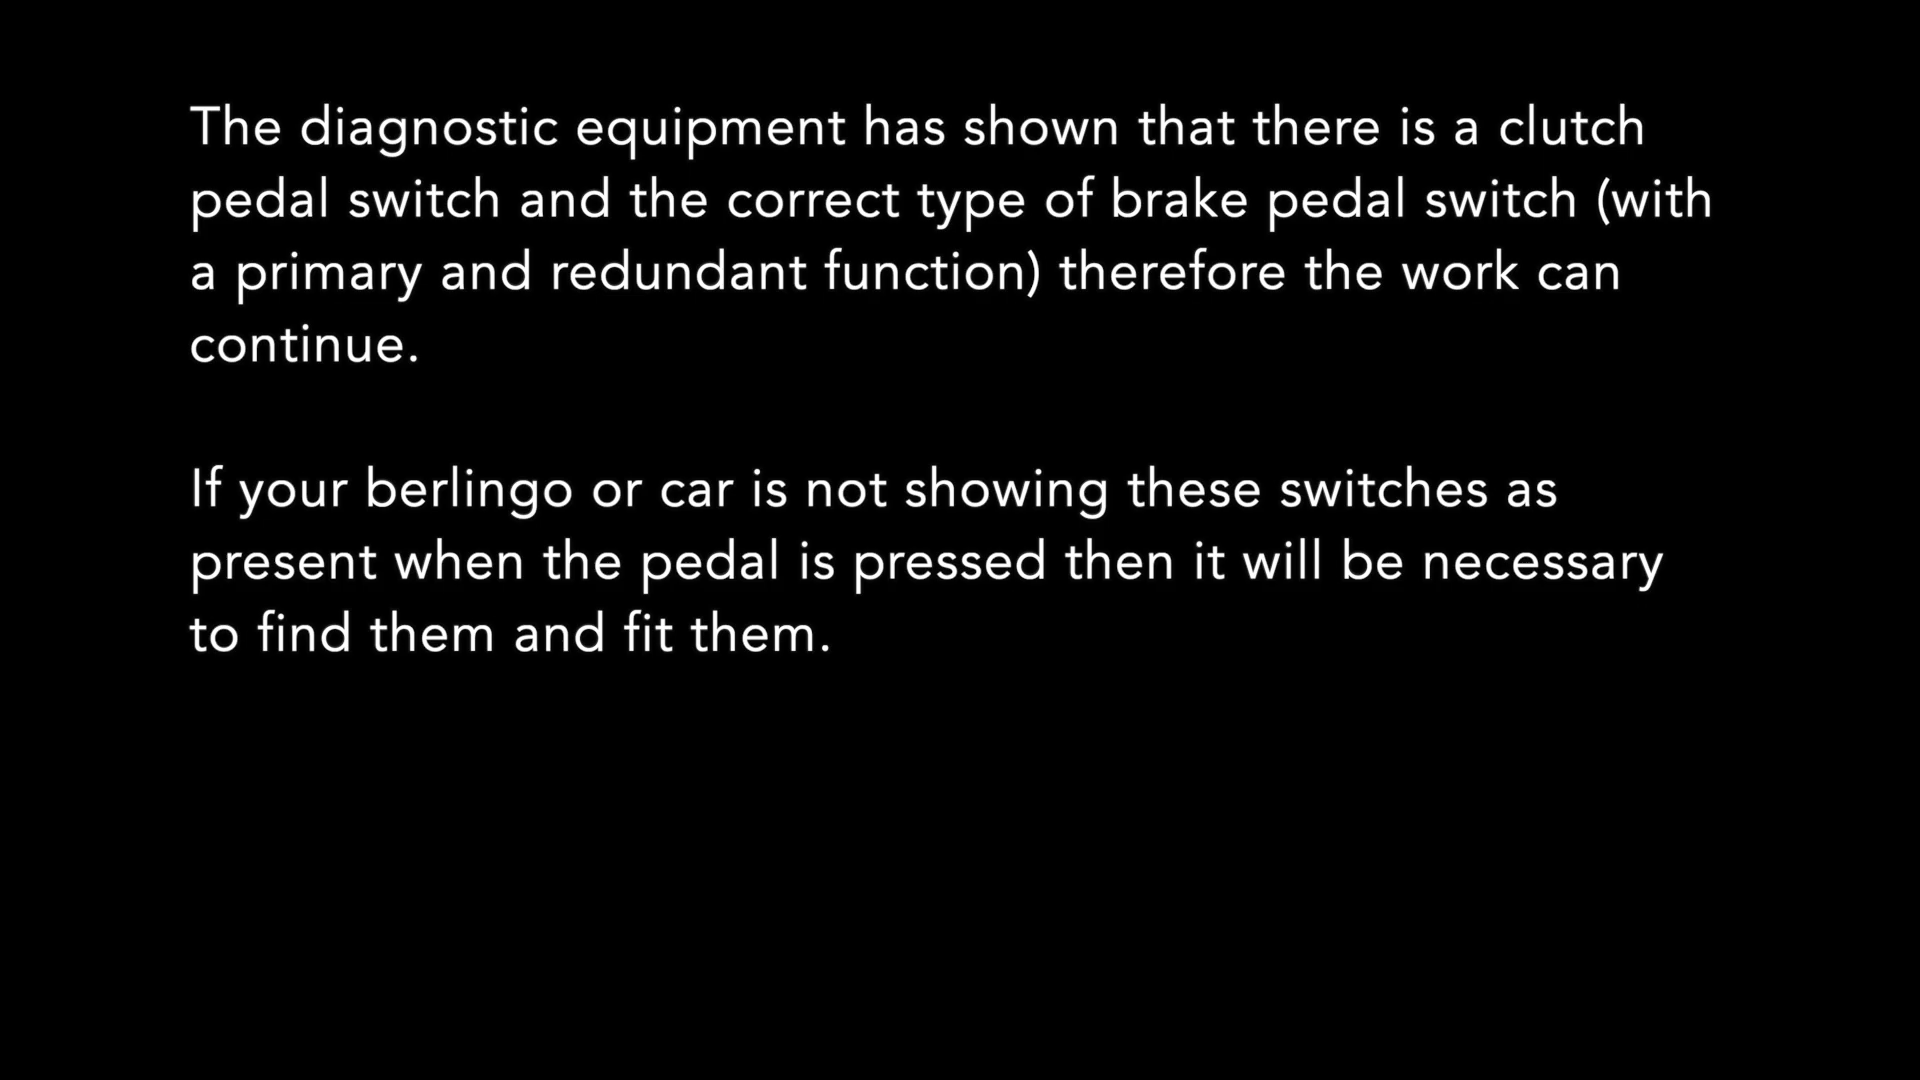 The diagnostic equipment has shown that there is a clutch
pedal switch and the correct type of brake pedal switch (with
a primary and redundant function) therefore the work can
continue.
If your berlingo or car is not showing these switches as
present when the pedal is pressed then it will be necessary
to find them and fit them.